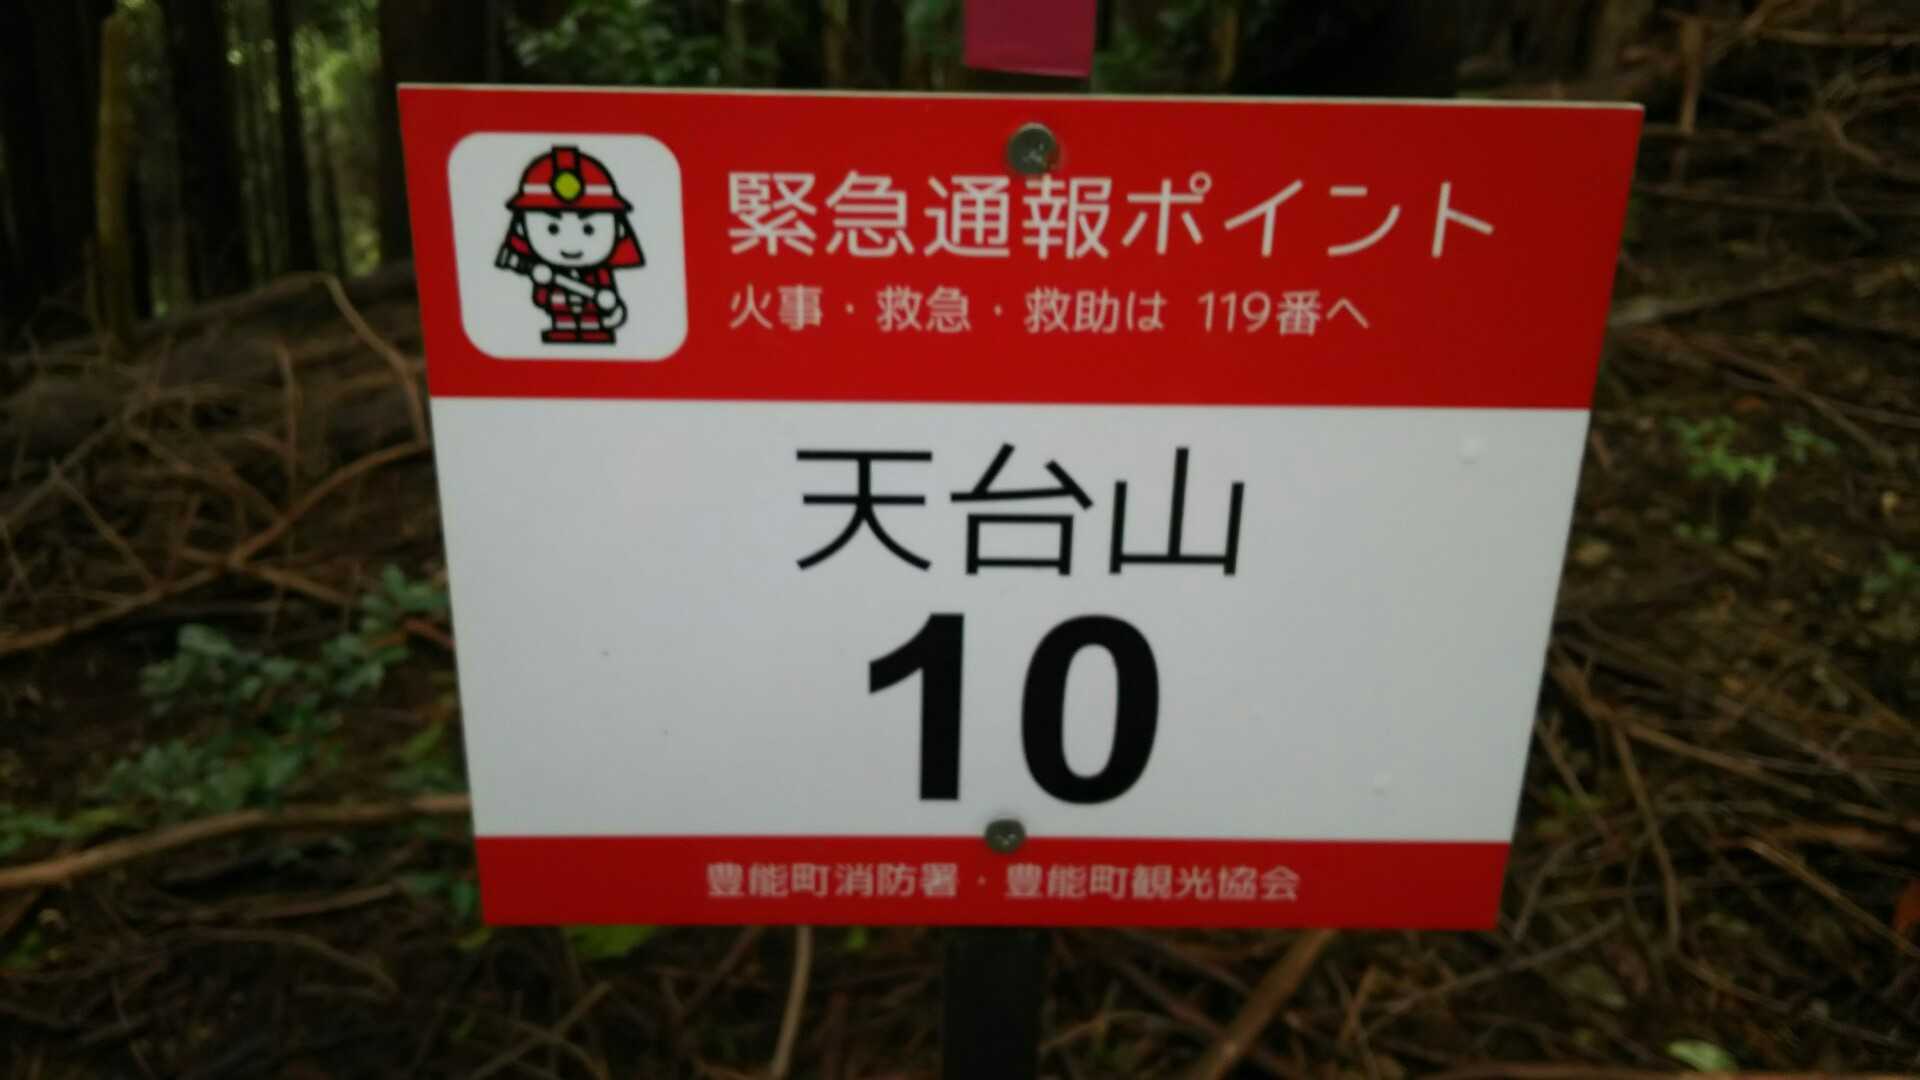 緊急通報ポイント
火事・救急・救助は 119番へ
天台山
10
豊能町消防署・豊能町観光協会